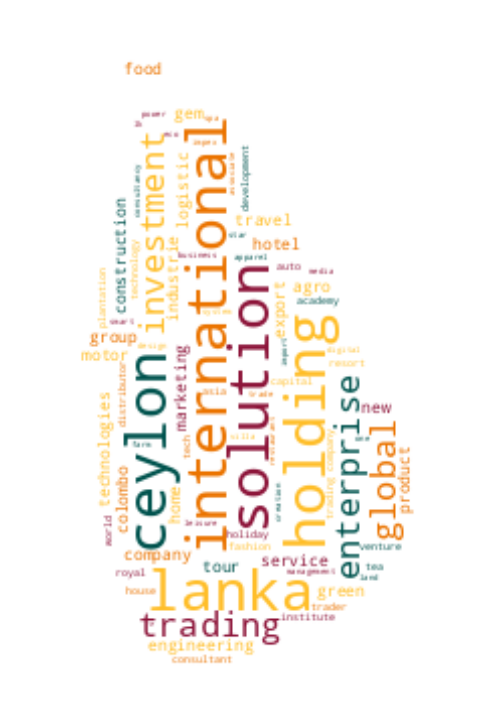 food
power
gem
spa
lk
eco
impex
international
investment
logistic
associate
development
consultancy
construction
travel
star
hotel
industrie
technology
business
apparel
auto
media
plantation
agro
academy
export
solution
holding
smart
system
group
design
motor
ceylon
marketing
import
digital
resort
capital
asia
trade
distributor
technologies
enterprise
new
global
product
farm
tech
villa
restaurant
trading company
one
colombo
home
creation
world
leisure
holiday
fashion
venture
company
tour
service
tea
royal
management
land
house
lanka
green
trader
trading
institute
engineering
consultant